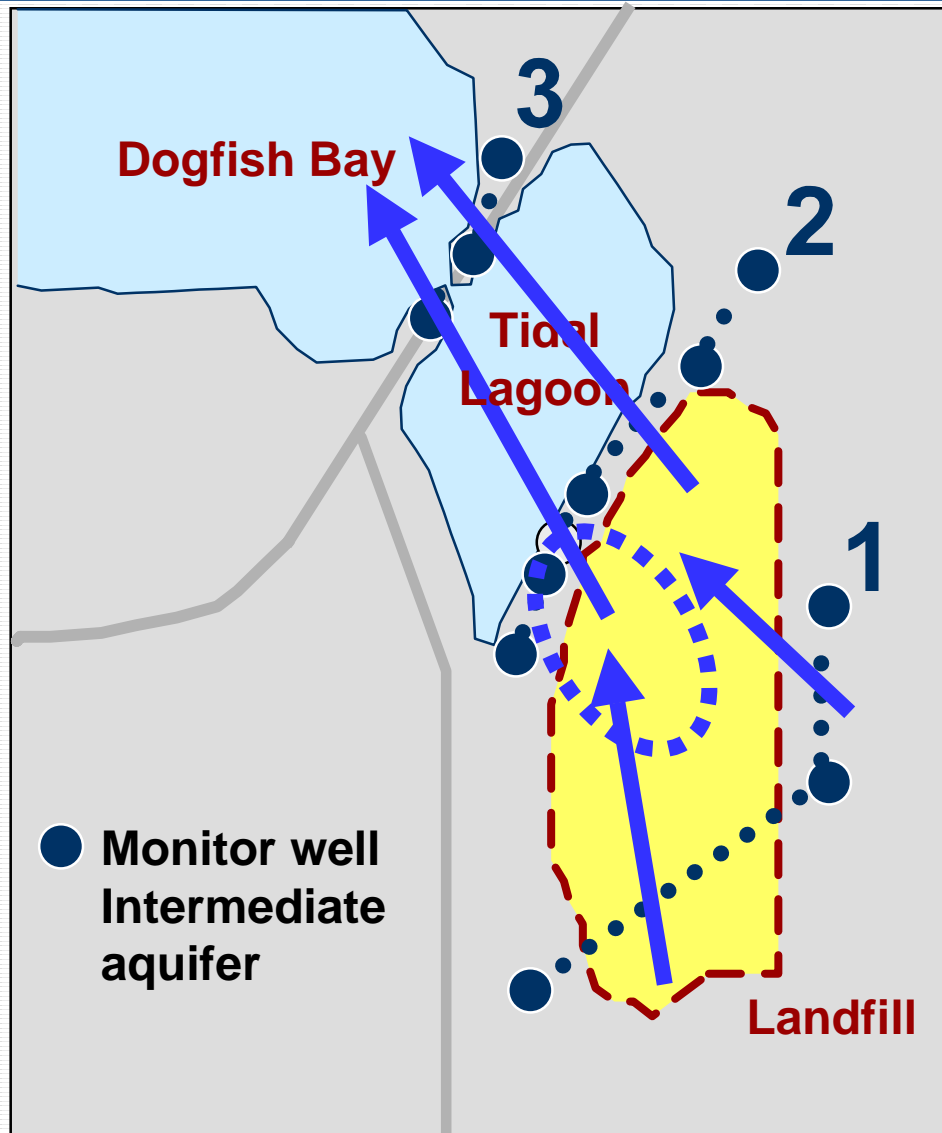 3
Dogfish Bay
2
Tidal
Lagoon
1
Monitor well
Intermediate
aquifer
Landfill